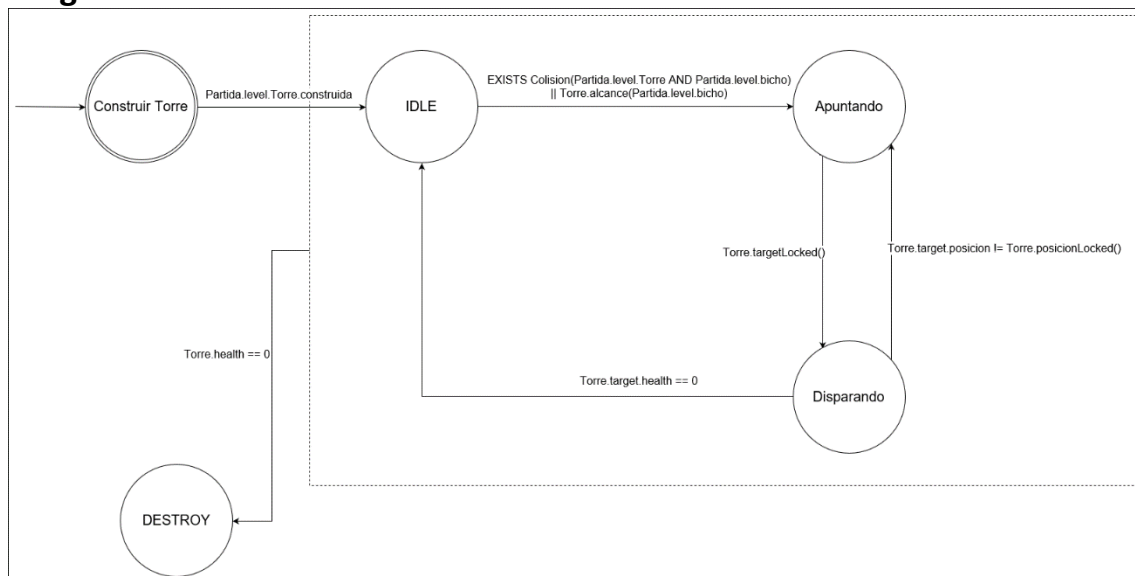 Construir Torre
Partida.level.Torre.construida
IDLE
EXISTS Colision(Partida.level.Torre AND Partida.level.bicho)
|| Torre.alcance(Partida.level.bicho)
Apuntando
Torre.targetLocked()
Torre.target.posicion != Torre.posicionLocked()
Torre.health == 0
Torre.target.health == 0
Disparando
DESTROY